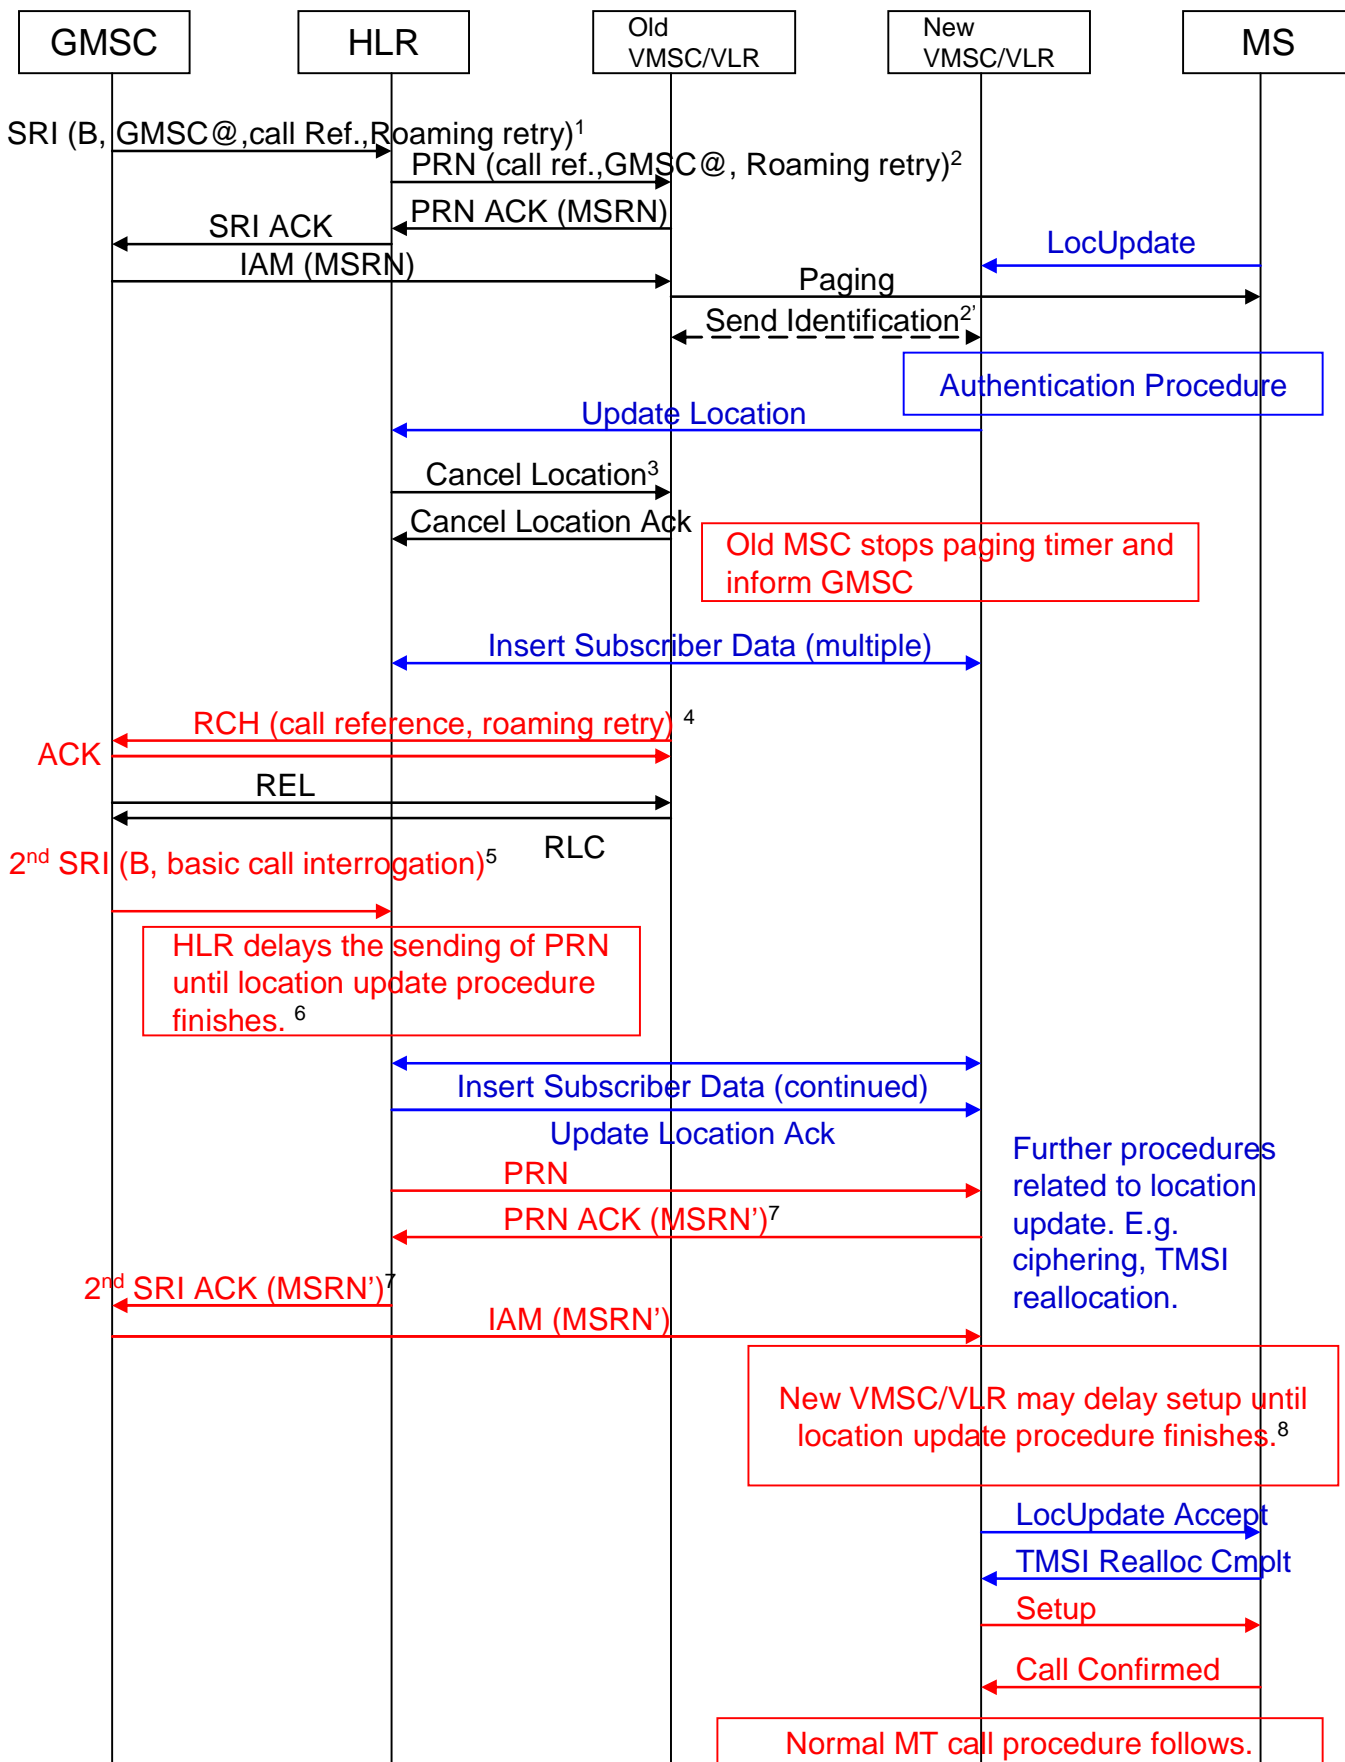 GMSC
HLR
Old
VMSC/VLR
New
VMSC/VLR
MS
SRI (B, GMSC@,call Ref.,Roaming retry)1
PRN (call ref.,GMSC@, Roaming retry)2
PRN ACK (MSRN)
SRI ACK
LocUpdate
IAM (MSRN)
Paging
Send Identification2'
Authentication Procedure
Update Location
Cancel Location3
Cancel Location Ack
Old MSC stops paging timer and
inform GMSC
Insert Subscriber Data (multiple)
RCH (call reference, roaming retry) 4
ACK
REL
RLC
2nd SRI (B, basic call interrogation)5
HLR delays the sending of PRN
until location update procedure
finishes. 6
Insert Subscriber Data (continued)
Update Location Ack
Further procedures
related to location
update. E.g.
ciphering, TMSI
reallocation.
PRN
PRN ACK (MSRN’)7
2nd SRI ACK (MSRN’)7
IAM (MSRN’)
New VMSC/VLR may delay setup until
location update procedure finishes.8
LocUpdate Accept
TMSI Realloc Cmplt
Setup
Call Confirmed
Normal MT call procedure follows.